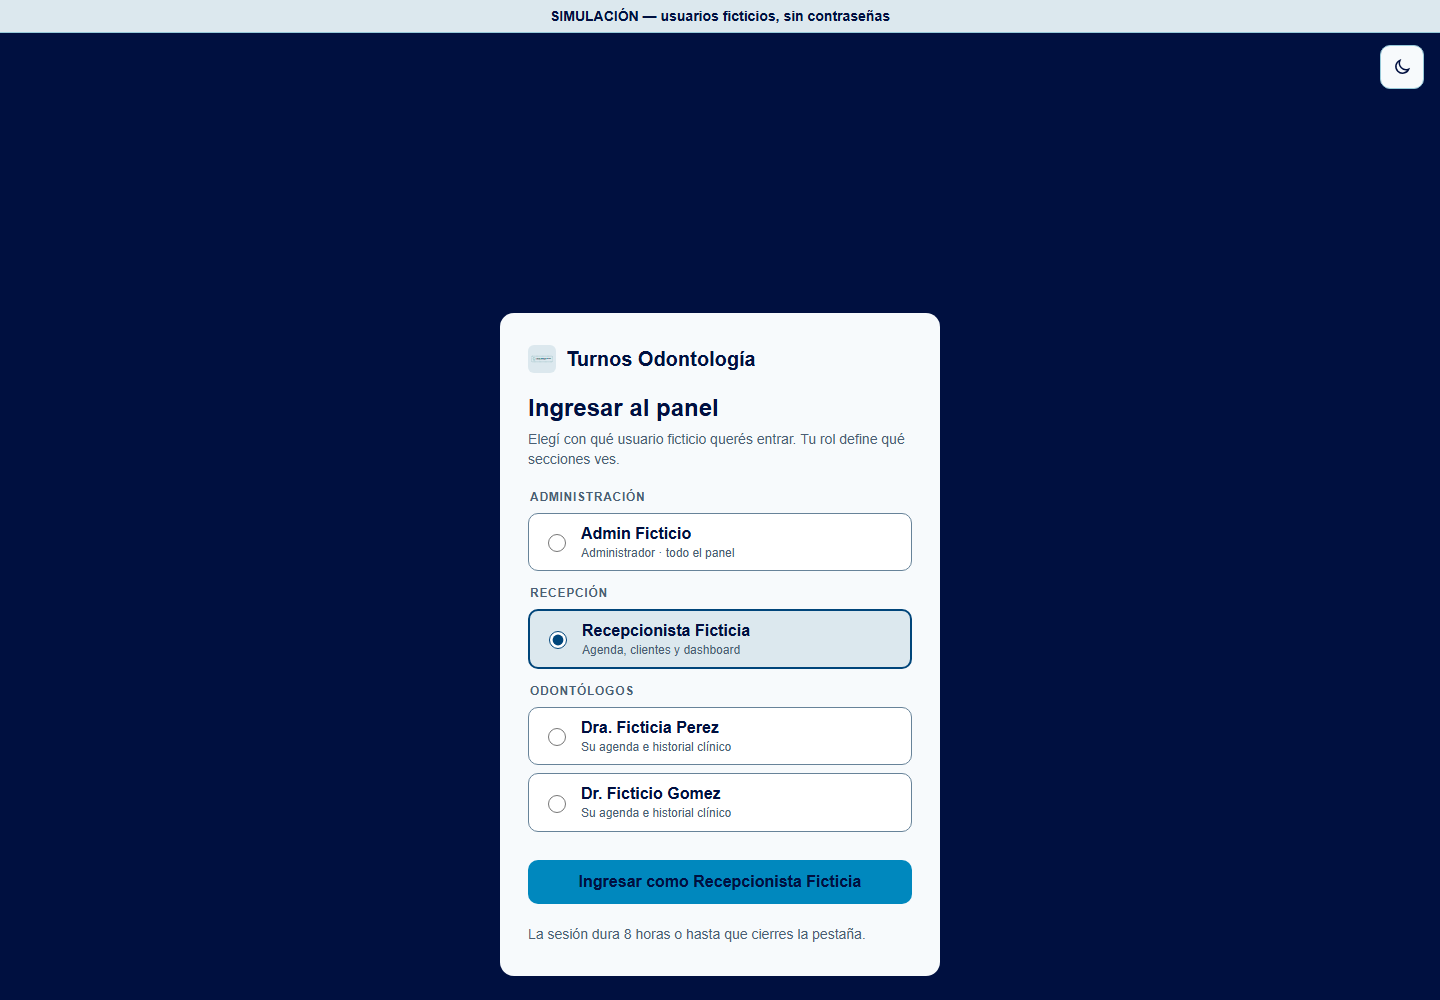 SIMULACIÓN — usuarios ficticios, sin contraseñas
Turnos Odontología
Ingresar al panel
Elegí con qué usuario ficticio querés entrar. Tu rol define qué
secciones ves.
ADMINISTRACIÓN
Admin Ficticio
Administrador · todo el panel
RECEPCIÓN
Recepcionista Ficticia
Agenda, clientes y dashboard
ODONTÓLOGOS
Dra. Ficticia Perez
Su agenda e historial clínico
Dr. Ficticio Gomez
Su agenda e historial clínico
Ingresar como Recepcionista Ficticia
La sesión dura 8 horas o hasta que cierres la pestaña.